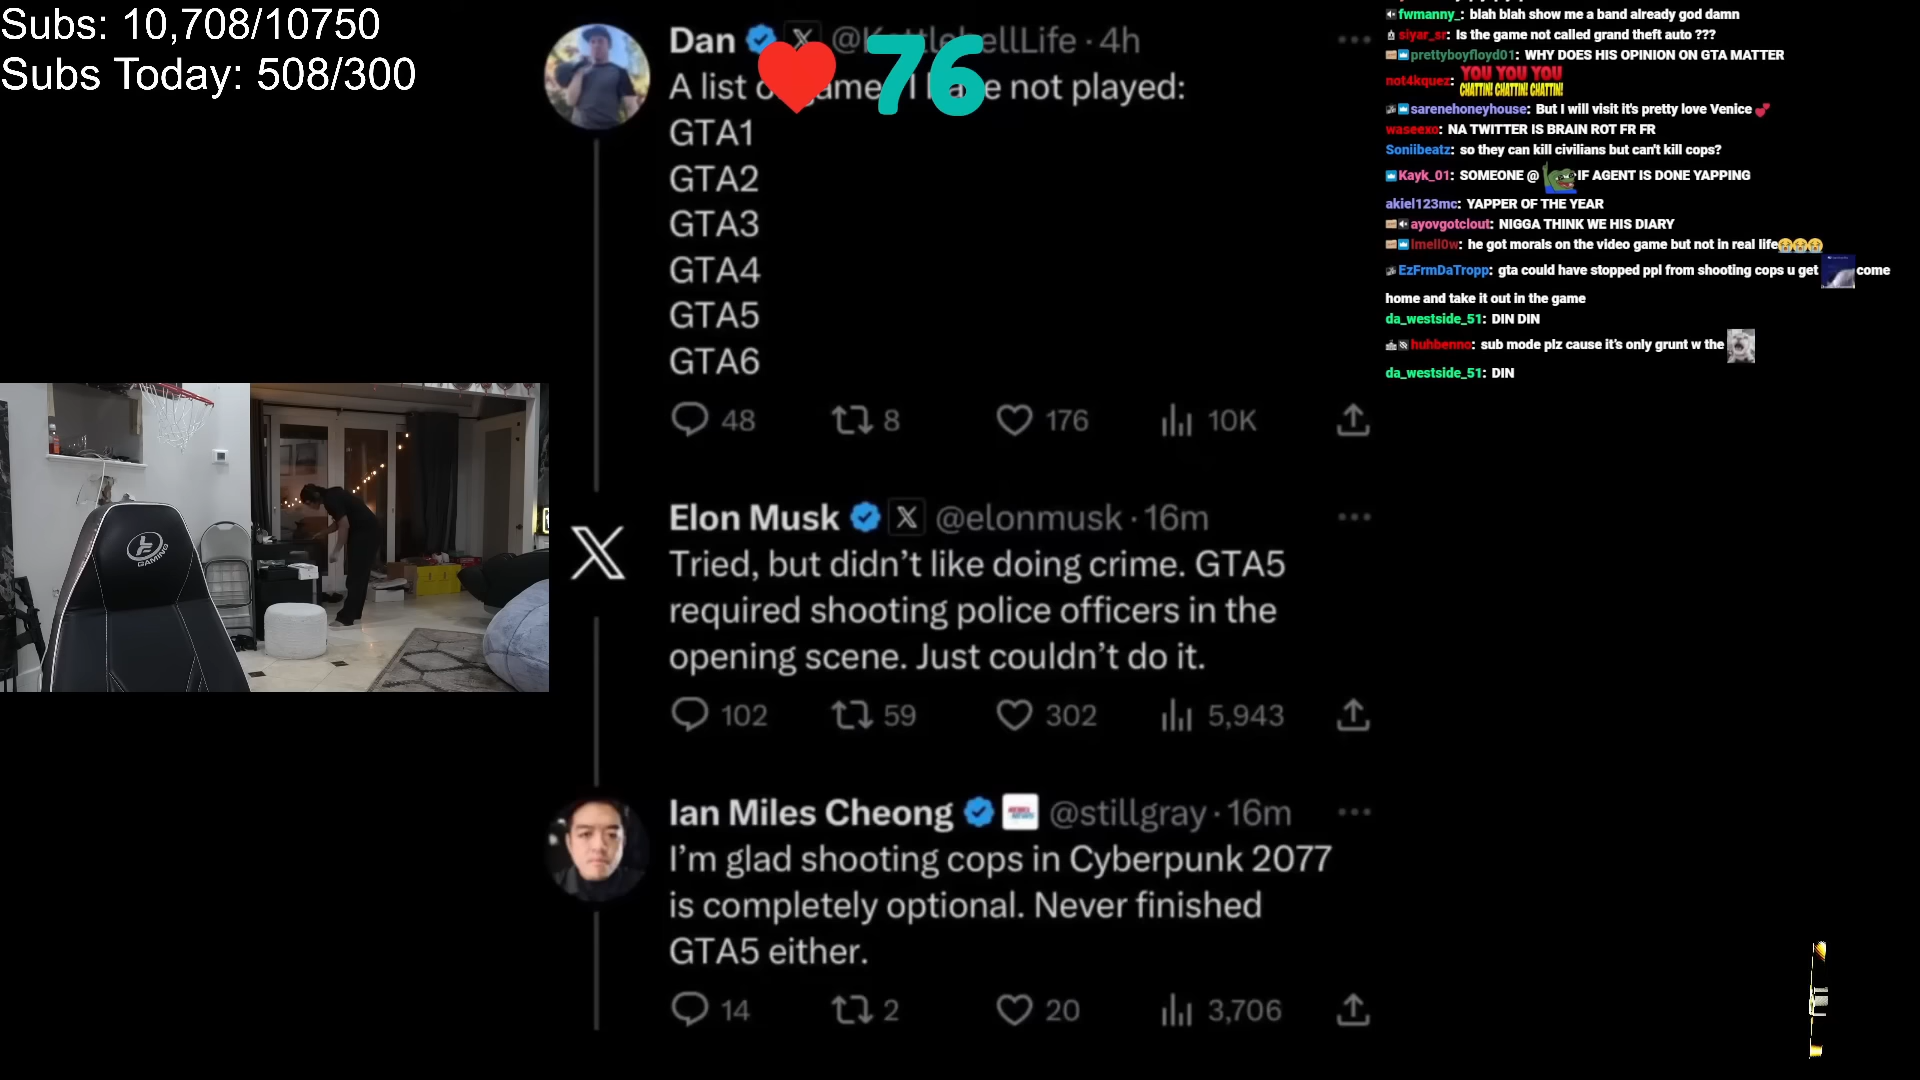 Subs: 10,708/10750
Subs Today: 508/300
Dan @K ellLife · 4h
76
A list o game I ha e not played:
GTA1
GTA2
GTA3
GTA4
GTA5
GTA6
48 8 176 10K
Elon Musk X @elonmusk · 16m
Tried, but didn’t like doing crime. GTA5
required shooting police officers in the
opening scene. Just couldn’t do it.
102 59 302 5,943
Ian Miles Cheong @stillgray · 16m
I’m glad shooting cops in Cyberpunk 2077
is completely optional. Never finished
GTA5 either.
14 2 20 3,706
GAMING
fwmanny_: blah blah show me a band already god damn
siyar_sr: Is the game not called grand theft auto ???
prettyboyfloyd01: WHY DOES HIS OPINION ON GTA MATTER
not4kquez: YOU YOU YOU
CHATTIN! CHATTIN! CHATTIN!
sarenehoneyhouse: But I will visit it's pretty love Venice 💕
waseexo: NA TWITTER IS BRAIN ROT FR FR
Soniibeatz: so they can kill civilians but can't kill cops?
Kayk_01: SOMEONE @ IF AGENT IS DONE YAPPING
akiel123mc: YAPPER OF THE YEAR
ayovgotclout: NIGGA THINK WE HIS DIARY
lmell0w: he got morals on the video game but not in real life😭😭😭
EzFrmDaTropp: gta could have stopped ppl from shooting cops u get come
home and take it out in the game
da_westside_51: DIN DIN
huhbenno: sub mode plz cause it's only grunt w the
da_westside_51: DIN